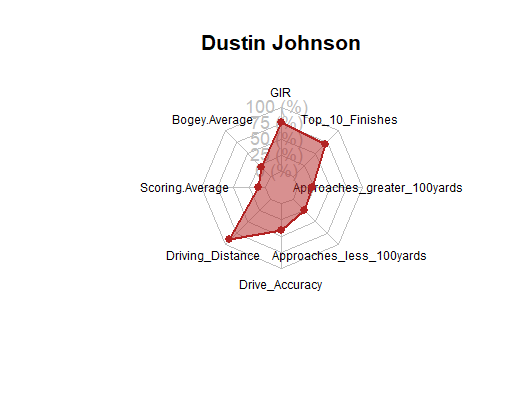 Dustin Johnson
GIR
100 (%)
Bogey.Average
75 (%)
Top_10_Finishes
50 (%)
25 (%)
(%)
Scoring.Average
Approaches_greater_100yards
Driving_Distance
Approaches_less_100yards
Drive_Accuracy